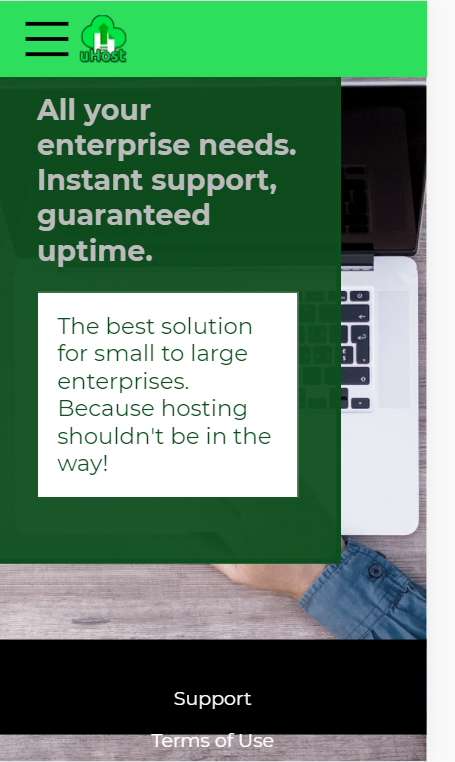 uHost
All your
enterprise needs.
Instant support,
guaranteed
uptime.
The best solution
for small to large
enterprises.
Because hosting
shouldn't be in the
way!
Support
Terms of Use